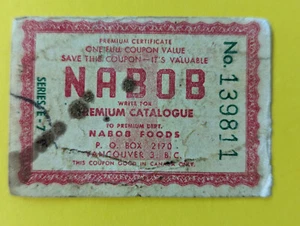 PREMIUM CERTIFICATE
ONE FULL COUPON VALUE
SAVE THIS COUPON—IT'S VALUABLE
NABOB
WRITE FOR
PREMIUM CATALOGUE
TO PREMIUM DEPT.
NABOB FOODS
P. O. BOX 2170
VANCOUVER 3, B.C.
THIS COUPON GOOD IN CANADA ONLY
SERIES E-7
No. 139811